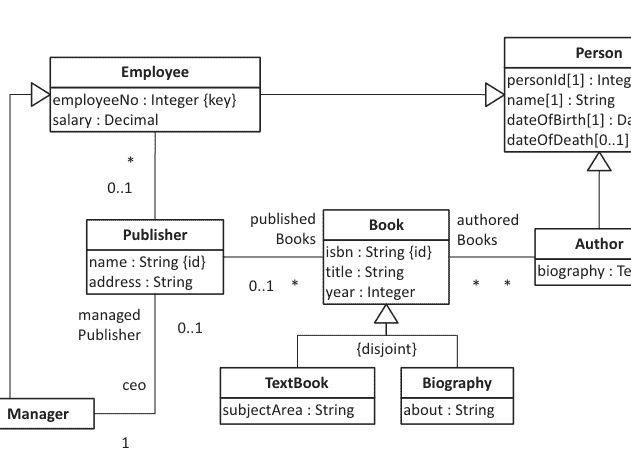 Employee
employeeNo : Integer {key}
salary : Decimal
Person
personId[1] : Integ
name[1] : String
dateOfBirth[1] : Da
dateOfDeath[0..1]
*
0..1
Publisher
name : String {id}
address : String
published
Books
0..1
*
Book
isbn : String {id}
title : String
year : Integer
authored
Books
*
*
Author
biography : Te
managed
Publisher
0..1
{disjoint}
TextBook
subjectArea : String
Biography
about : String
ceo
Manager
1